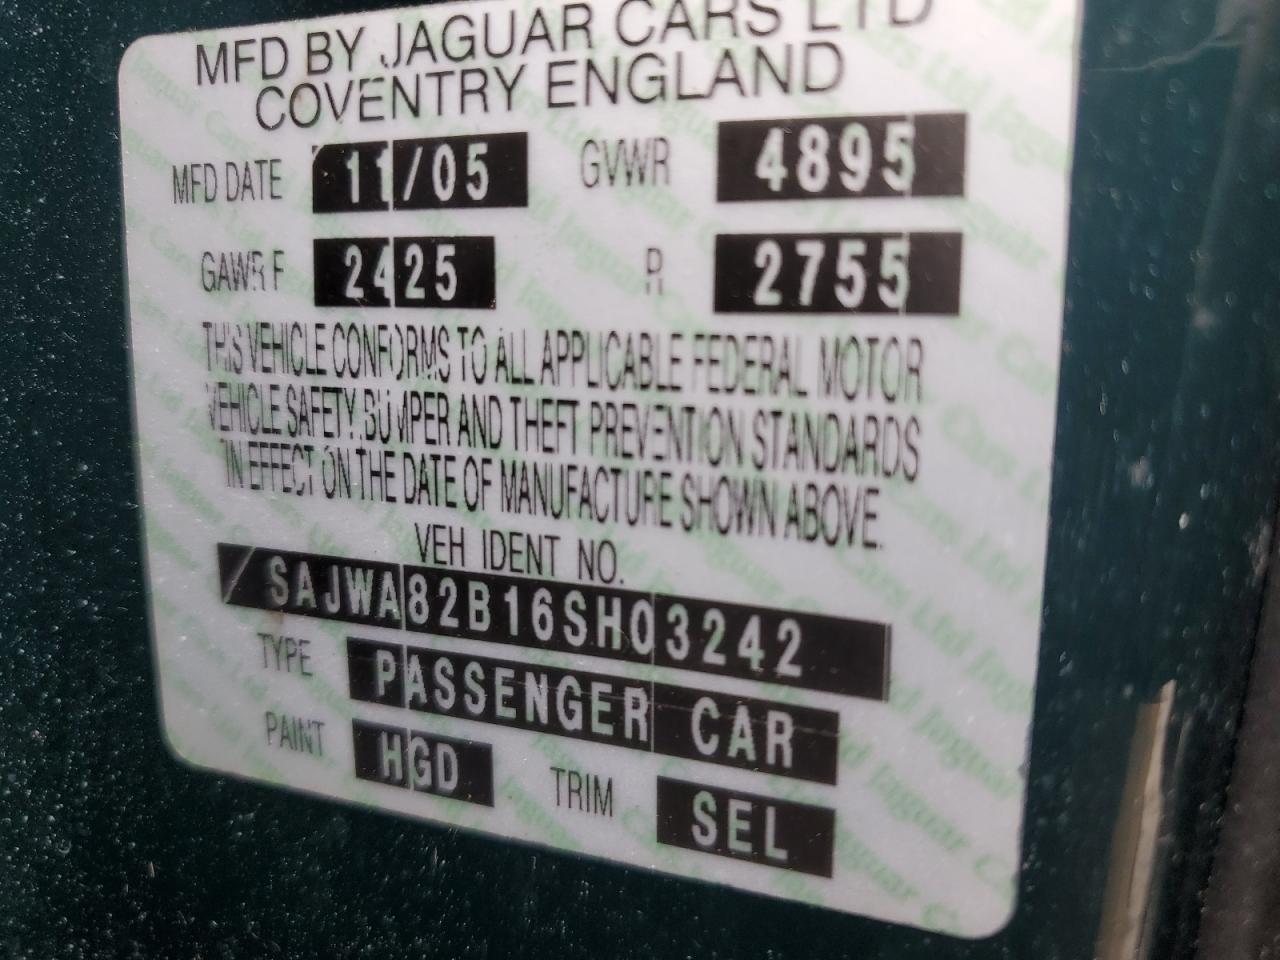 MFD BY JAGUAR CARS LTD
COVENTRY ENGLAND
MFD DATE 11/05 GVWR 4895
GAWR F 2425 R 2755
THIS VEHICLE CONFORMS TO ALL APPLICABLE FEDERAL MOTOR
VEHICLE SAFETY, BUMPER AND THEFT PREVENTION STANDARDS
IN EFFECT ON THE DATE OF MANUFACTURE SHOWN ABOVE.
VEH IDENT NO.
/SAJWA82B16SH03242
TYPE PASSENGER CAR
PAINT HGD TRIM SEL